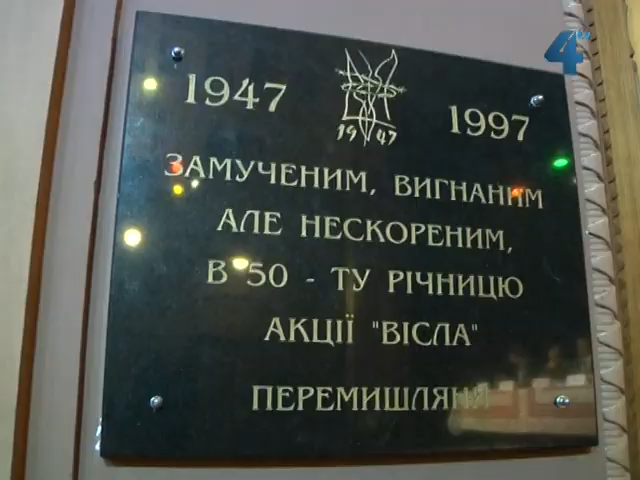 4
1947
1947
1997
ЗАМУЧЕНИМ, ВИГНАНИМ
АЛЕ НЕСКОРЕНИМ,
В 50 - ТУ РІЧНИЦЮ
АКЦІЇ "ВІСЛА"
ПЕРЕМИШЛЯНИ